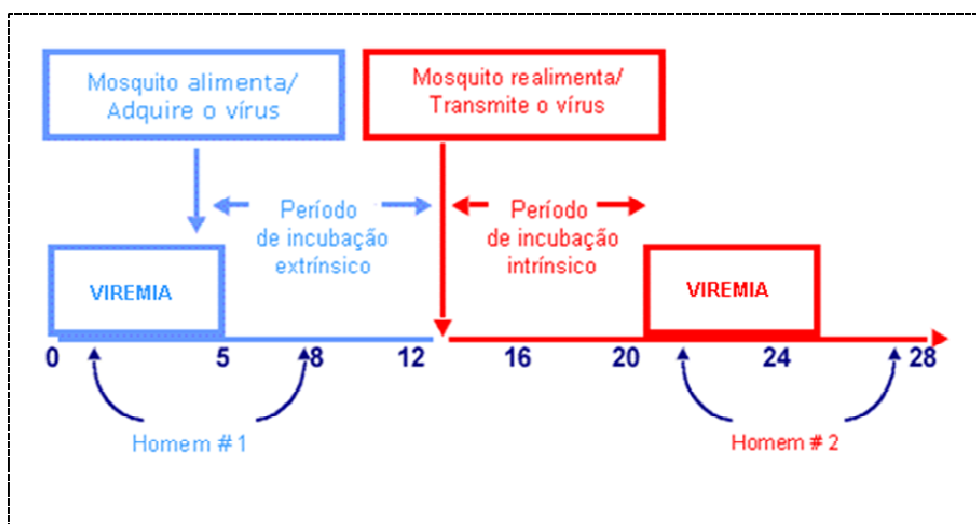 Mosquito alimenta/
Adquire o vírus
Mosquito realimenta/
Transmite o vírus
Período
de incubação
extrínsico
Período
de incubação
intrínsico
VIREMIA
VIREMIA
0 5 8 12 16 20 24 28
Homem # 1
Homem # 2